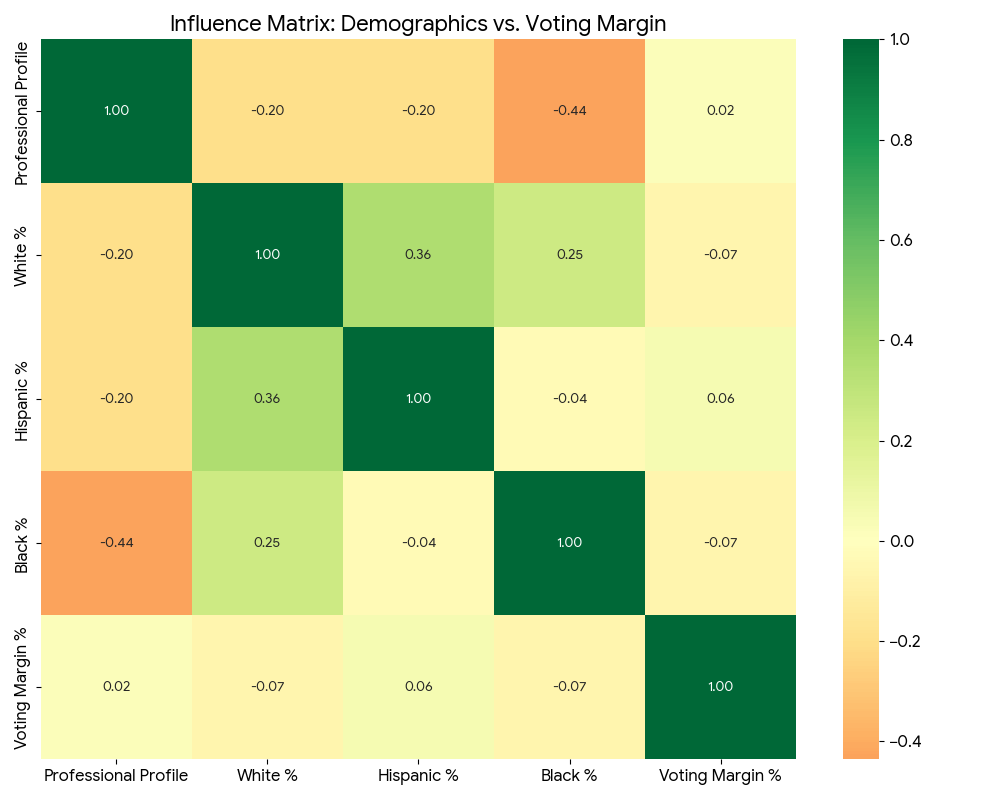 Influence Matrix: Demographics vs. Voting Margin
Professional Profile
1.00 -0.20 -0.20 -0.44 0.02
White %
-0.20 1.00 0.36 0.25 -0.07
Hispanic %
-0.20 0.36 1.00 -0.04 0.06
Black %
-0.44 0.25 -0.04 1.00 -0.07
Voting Margin %
0.02 -0.07 0.06 -0.07 1.00
Professional Profile White % Hispanic % Black % Voting Margin %
1.0
0.8
0.6
0.4
0.2
0.0
−0.2
−0.4